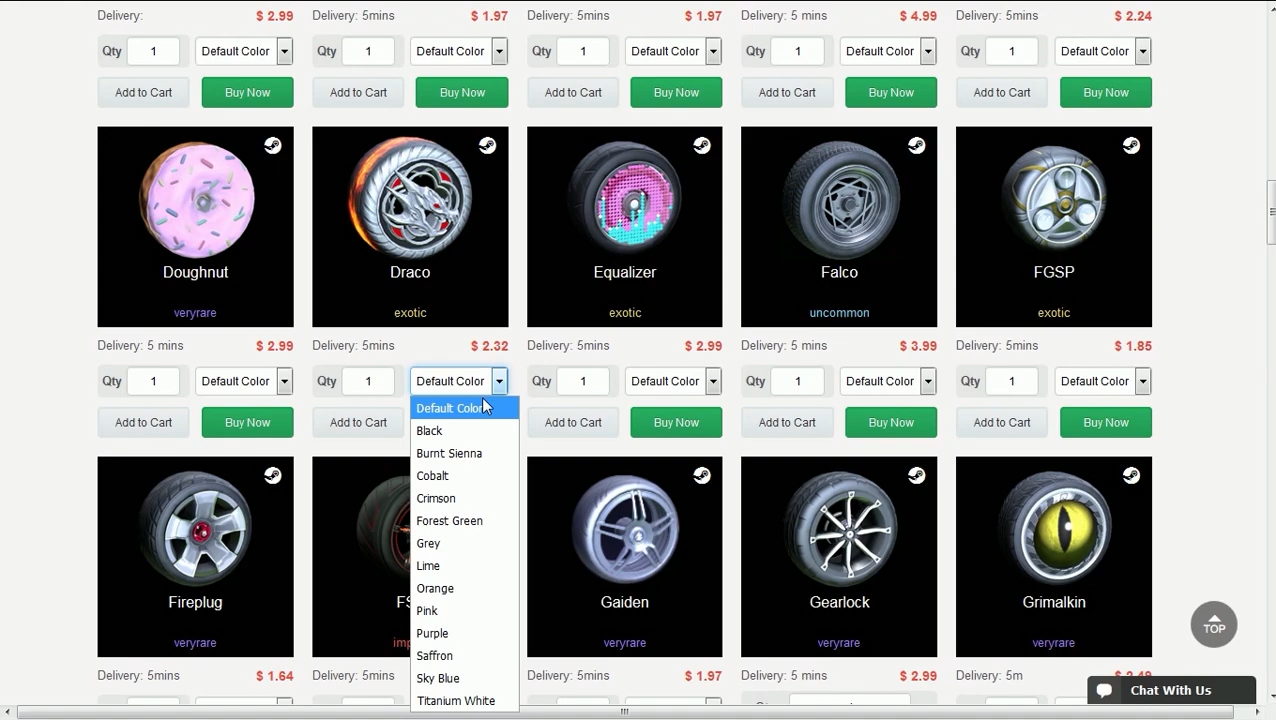 Delivery: $ 2.99 Delivery: 5mins $ 1.97 Delivery: 5mins $ 1.97 Delivery: 5 mins $ 4.99 Delivery: 5mins $ 2.24
Qty 1 Default Color Qty 1 Default Color Qty 1 Default Color Qty 1 Default Color Qty 1 Default Color
Add to Cart Buy Now Add to Cart Buy Now Add to Cart Buy Now Add to Cart Buy Now Add to Cart Buy Now
Doughnut Draco Equalizer Falco FGSP
veryrare exotic exotic uncommon exotic
Delivery: 5 mins $ 2.99 Delivery: 5mins $ 2.32 Delivery: 5mins $ 2.99 Delivery: 5mins $ 3.99 Delivery: 5mins $ 1.85
Qty 1 Default Color Qty 1 Default Color Qty 1 Default Color Qty 1 Default Color Qty 1 Default Color
Add to Cart Buy Now Add to Cart Add to Cart Buy Now Add to Cart Buy Now Add to Cart Buy Now
Default Color
Black
Burnt Sienna
Cobalt
Crimson
Forest Green
Grey
Lime
Orange
Pink
Purple
Saffron
Sky Blue
Titanium White
Fireplug FS Gaiden Gearlock Grimalkin
veryrare imp veryrare veryrare veryrare
Delivery: 5mins $ 1.64 Delivery: 5mins Delivery: 5mins $ 1.97 Delivery: 5mins $ 2.99 Delivery: 5m
TOP
Chat With Us